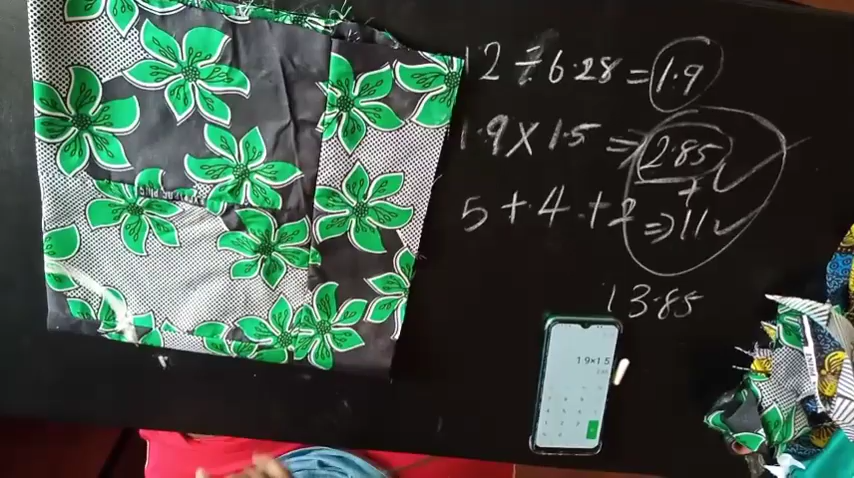 12 ÷ 6.28 = 1.9
1.9 X 1.5 => 2.85
+
5 + 4 + 2 => 11
13.85
1.9×1.5